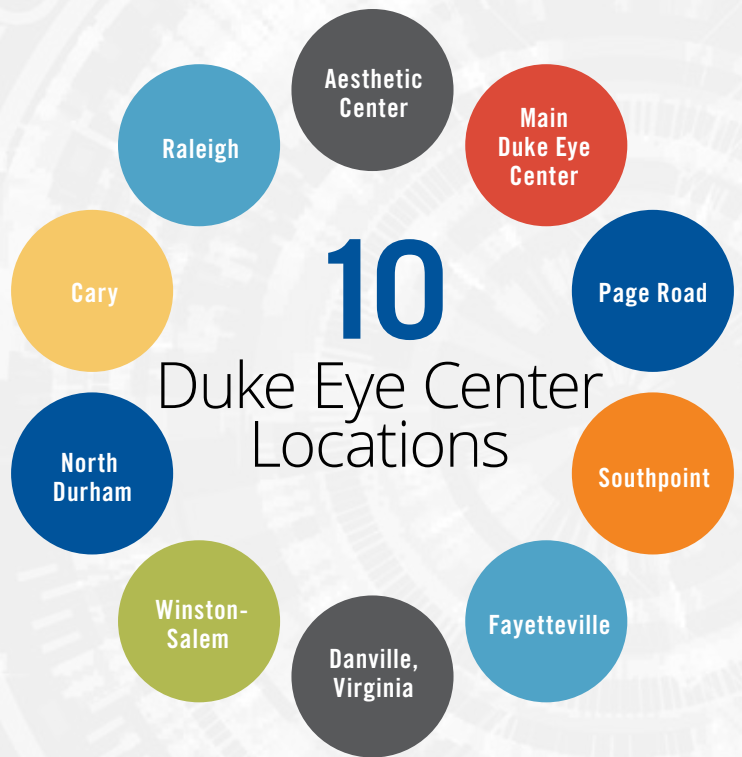 Aesthetic
Center
Main
Duke Eye
Center
Raleigh
Page Road
Cary
10
Duke Eye Center
Locations
North
Durham
Southpoint
Winston-
Salem
Fayetteville
Danville,
Virginia